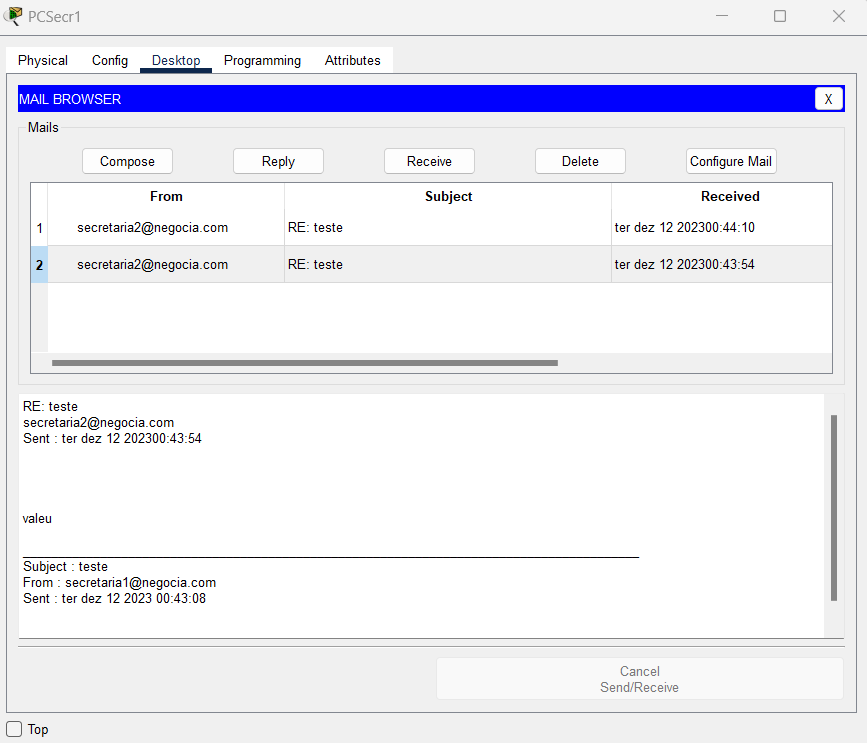 PCSecr1
Physical Config Desktop Programming Attributes
MAIL BROWSER X
Mails
Compose Reply Receive Delete Configure Mail
From Subject Received
1 secretaria2@negocia.com RE: teste ter dez 12 202300:44:10
2 secretaria2@negocia.com RE: teste ter dez 12 202300:43:54
RE: teste
secretaria2@negocia.com
Sent : ter dez 12 202300:43:54
valeu
Subject : teste
From : secretaria1@negocia.com
Sent : ter dez 12 2023 00:43:08
Cancel
Send/Receive
Top